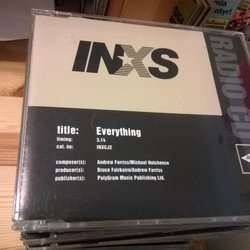 INXS
RADIO CD
title: Everything
timing: 3.14
cat. no: INXCJ2
composer(s): Andrew Farriss/Michael Hutchence
producer(s): Bruce Fairbairn/Andrew Farriss
publisher(s): PolyGram Music Publishing Ltd.